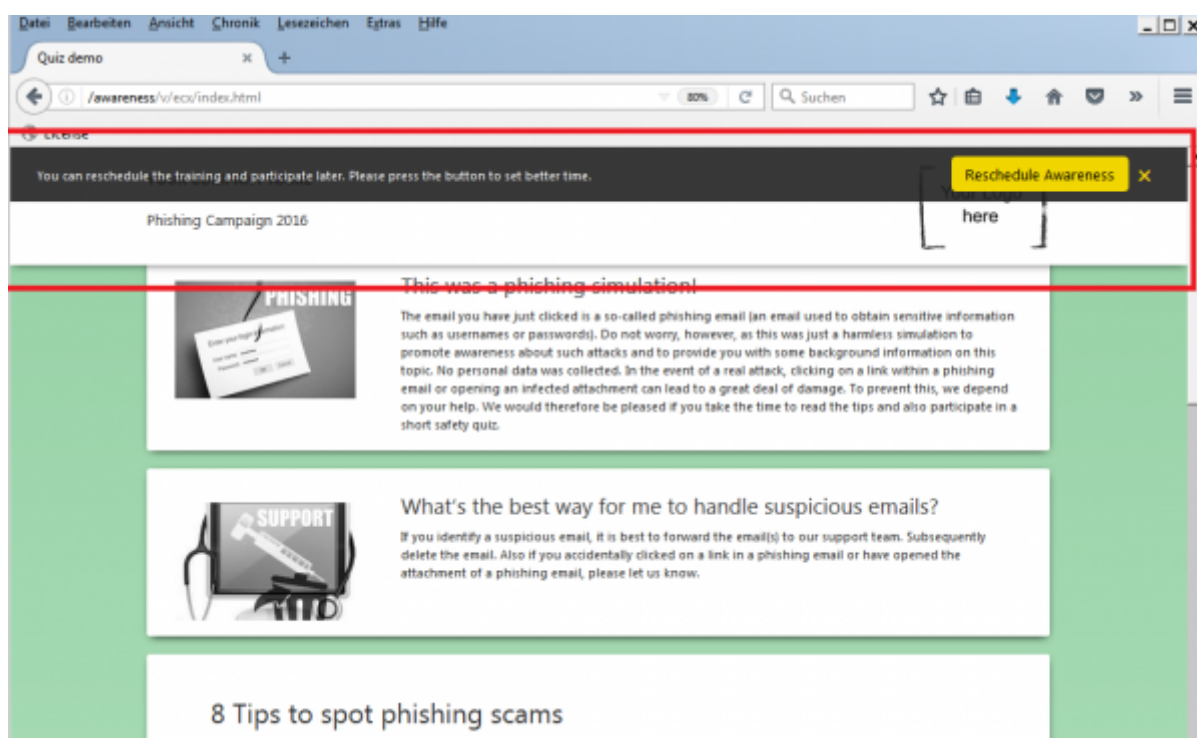 Datei Bearbeiten Ansicht Chronik Lesezeichen Extras Hilfe
Quiz demo
/awareness/v/ecx/index.html
80%
Suchen
License
You can reschedule the training and participate later. Please press the button to set better time.
Reschedule Awareness
Your Logo
here
Phishing Campaign 2016
PHISHING
This was a phishing simulation!
The email you have just clicked is a so-called phishing email (an email used to obtain sensitive information
such as usernames or passwords). Do not worry, however, as this was just a harmless simulation to
promote awareness about such attacks and to provide you with some background information on this
topic. No personal data was collected. In the event of a real attack, clicking on a link within a phishing
email or opening an infected attachment can lead to a great deal of damage. To prevent this, we depend
on your help. We would therefore be pleased if you take the time to read the tips and also participate in a
short safety quiz.
SUPPORT
What's the best way for me to handle suspicious emails?
If you identify a suspicious email, it is best to forward the email(s) to our support team. Subsequently
delete the email. Also if you accidentally clicked on a link in a phishing email or have opened the
attachment of a phishing email, please let us know.
8 Tips to spot phishing scams